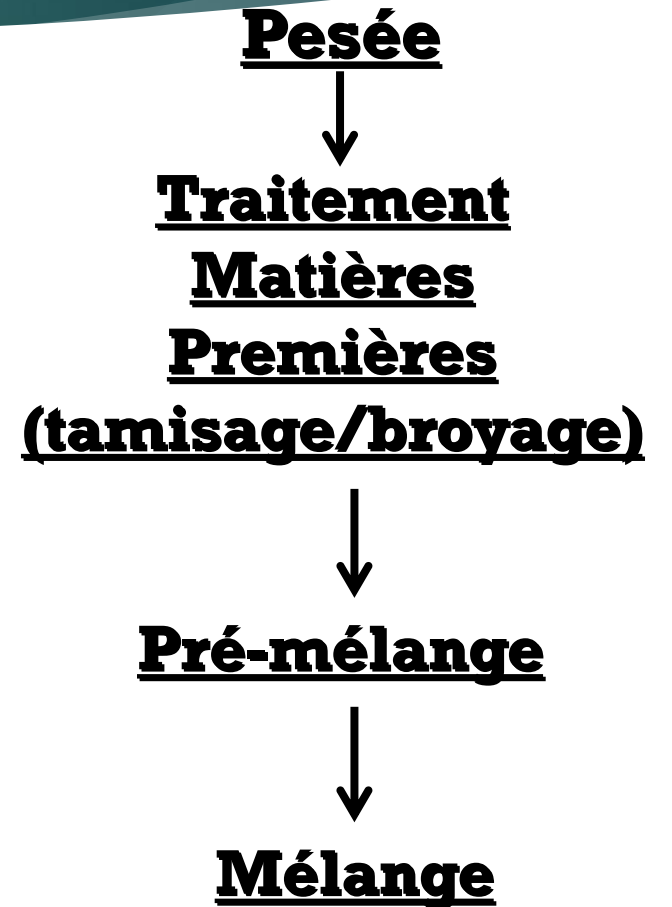 Pesée
Traitement
Matières
Premières
(tamisage/broyage)
Pré-mélange
Mélange